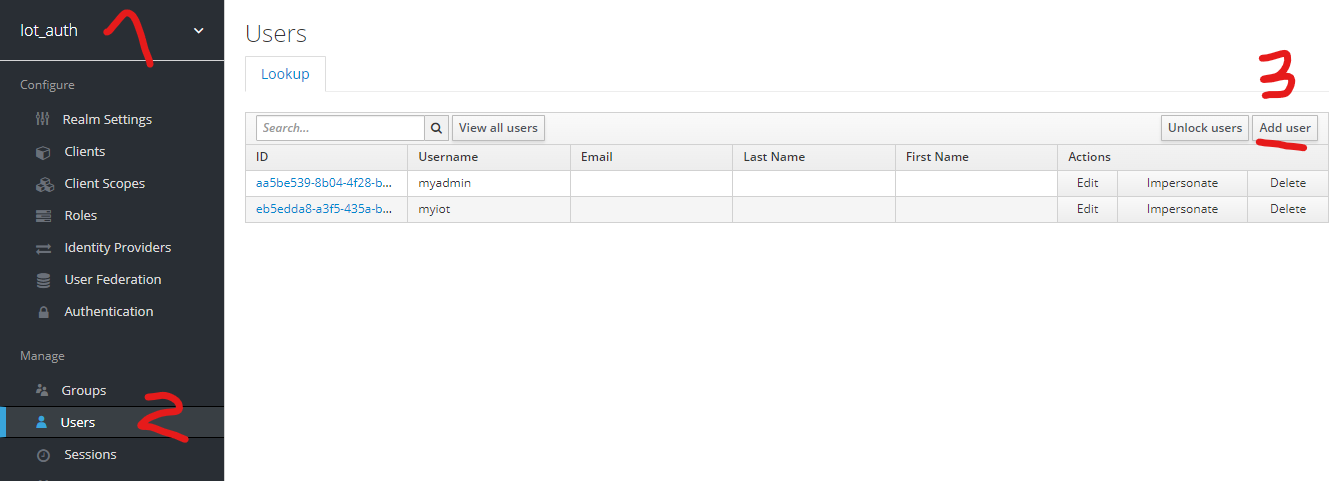 Iot_auth 1
Configure
Realm Settings
Clients
Client Scopes
Roles
Identity Providers
User Federation
Authentication
Manage
Groups
Users 2
Sessions
Users
Lookup
3
Search... View all users Unlock users Add user
ID Username Email Last Name First Name Actions
aa5be539-8b04-4f28-b... myadmin Edit Impersonate Delete
eb5edda8-a3f5-435a-b... myiot Edit Impersonate Delete